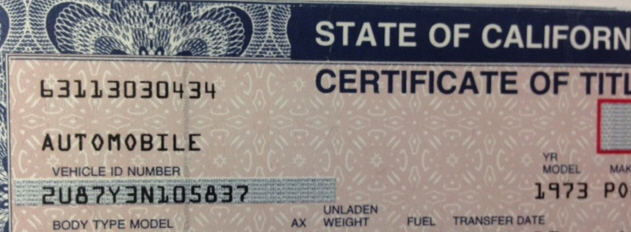 STATE OF CALIFORN
CERTIFICATE OF TITL
63113030434
AUTOMOBILE
VEHICLE ID NUMBER
2U87Y3N105837
YR
MODEL
MAK
1973 PO
BODY TYPE MODEL
AX
UNLADEN
WEIGHT
FUEL
TRANSFER DATE